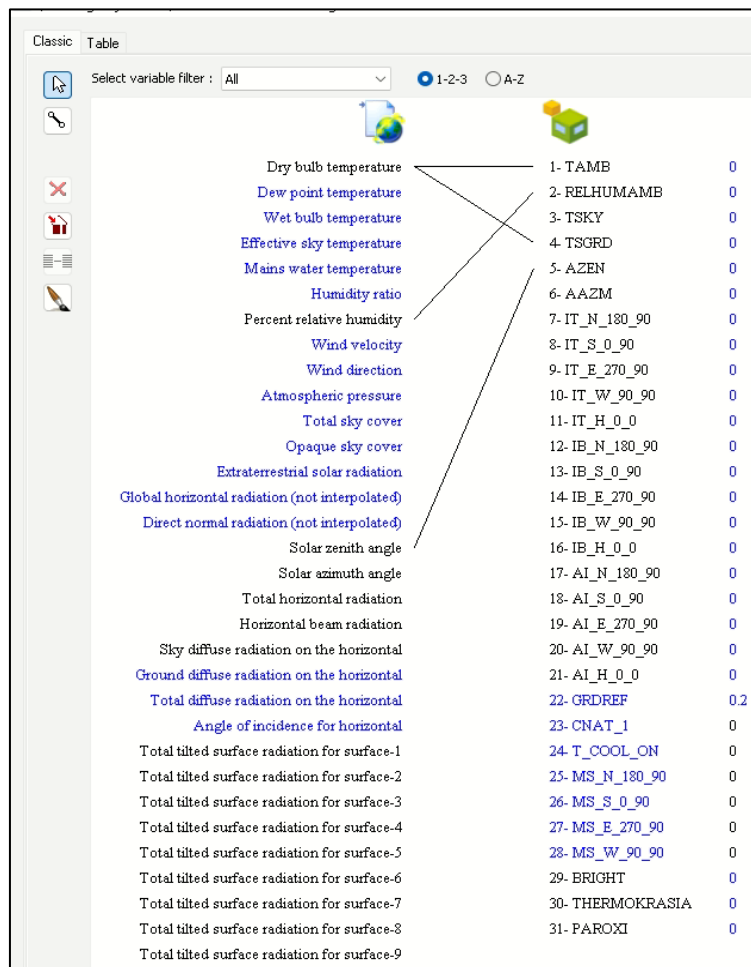 Classic Table
Select variable filter : All 1-2-3 A-Z
Dry bulb temperature 1- TAMB 0
Dew point temperature 2- RELHUMAMB 0
Wet bulb temperature 3- TSKY 0
Effective sky temperature 4- TSGRD 0
Mains water temperature 5- AZEN 0
Humidity ratio 6- AAZM 0
Percent relative humidity 7- IT_N_180_90 0
Wind velocity 8- IT_S_0_90 0
Wind direction 9- IT_E_270_90 0
Atmospheric pressure 10- IT_W_90_90 0
Total sky cover 11- IT_H_0_0 0
Opaque sky cover 12- IB_N_180_90 0
Extraterrestrial solar radiation 13- IB_S_0_90 0
Global horizontal radiation (not interpolated) 14- IB_E_270_90 0
Direct normal radiation (not interpolated) 15- IB_W_90_90 0
Solar zenith angle 16- IB_H_0_0 0
Solar azimuth angle 17- AI_N_180_90 0
Total horizontal radiation 18- AI_S_0_90 0
Horizontal beam radiation 19- AI_E_270_90 0
Sky diffuse radiation on the horizontal 20- AI_W_90_90 0
Ground diffuse radiation on the horizontal 21- AI_H_0_0 0
Total diffuse radiation on the horizontal 22- GRDREF 0.2
Angle of incidence for horizontal 23- CNAT_1 0
Total tilted surface radiation for surface-1 24- T_COOL_ON 0
Total tilted surface radiation for surface-2 25- MS_N_180_90 0
Total tilted surface radiation for surface-3 26- MS_S_0_90 0
Total tilted surface radiation for surface-4 27- MS_E_270_90 0
Total tilted surface radiation for surface-5 28- MS_W_90_90 0
Total tilted surface radiation for surface-6 29- BRIGHT 0
Total tilted surface radiation for surface-7 30- THERMOKRASIA 0
Total tilted surface radiation for surface-8 31- PAROXI 0
Total tilted surface radiation for surface-9